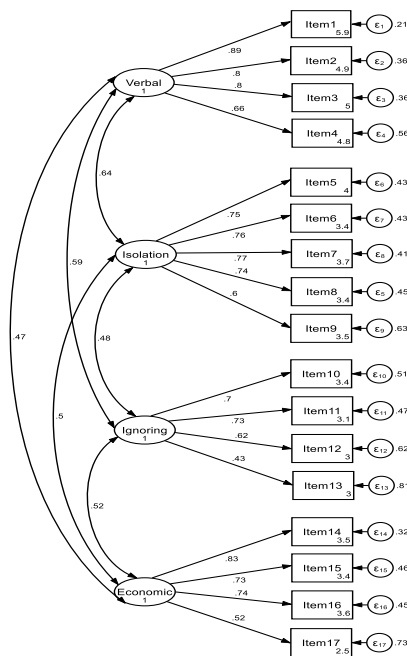 Item1
5.9
ε1
.21
.89
Item2
4.9
ε2
.36
.8
Verbal
1
Item3
5
ε3
.36
.8
Item4
4.8
ε4
.56
.66
.64
Item5
4
ε6
.43
.75
Item6
3.4
ε7
.43
.76
Isolation
1
Item7
3.7
ε8
.41
.77
Item8
3.4
ε5
.45
.74
Item9
3.5
ε9
.63
.6
.59
.47
.48
Item10
3.4
ε10
.51
.7
.5
Item11
3.1
ε11
.47
.73
Ignoring
1
Item12
3
ε12
.62
.62
Item13
3
ε13
.81
.43
.52
Item14
3.5
ε14
.32
.83
Item15
3.4
ε15
.46
.73
Economic
1
Item16
3.6
ε16
.45
.74
Item17
2.5
ε17
.73
.52